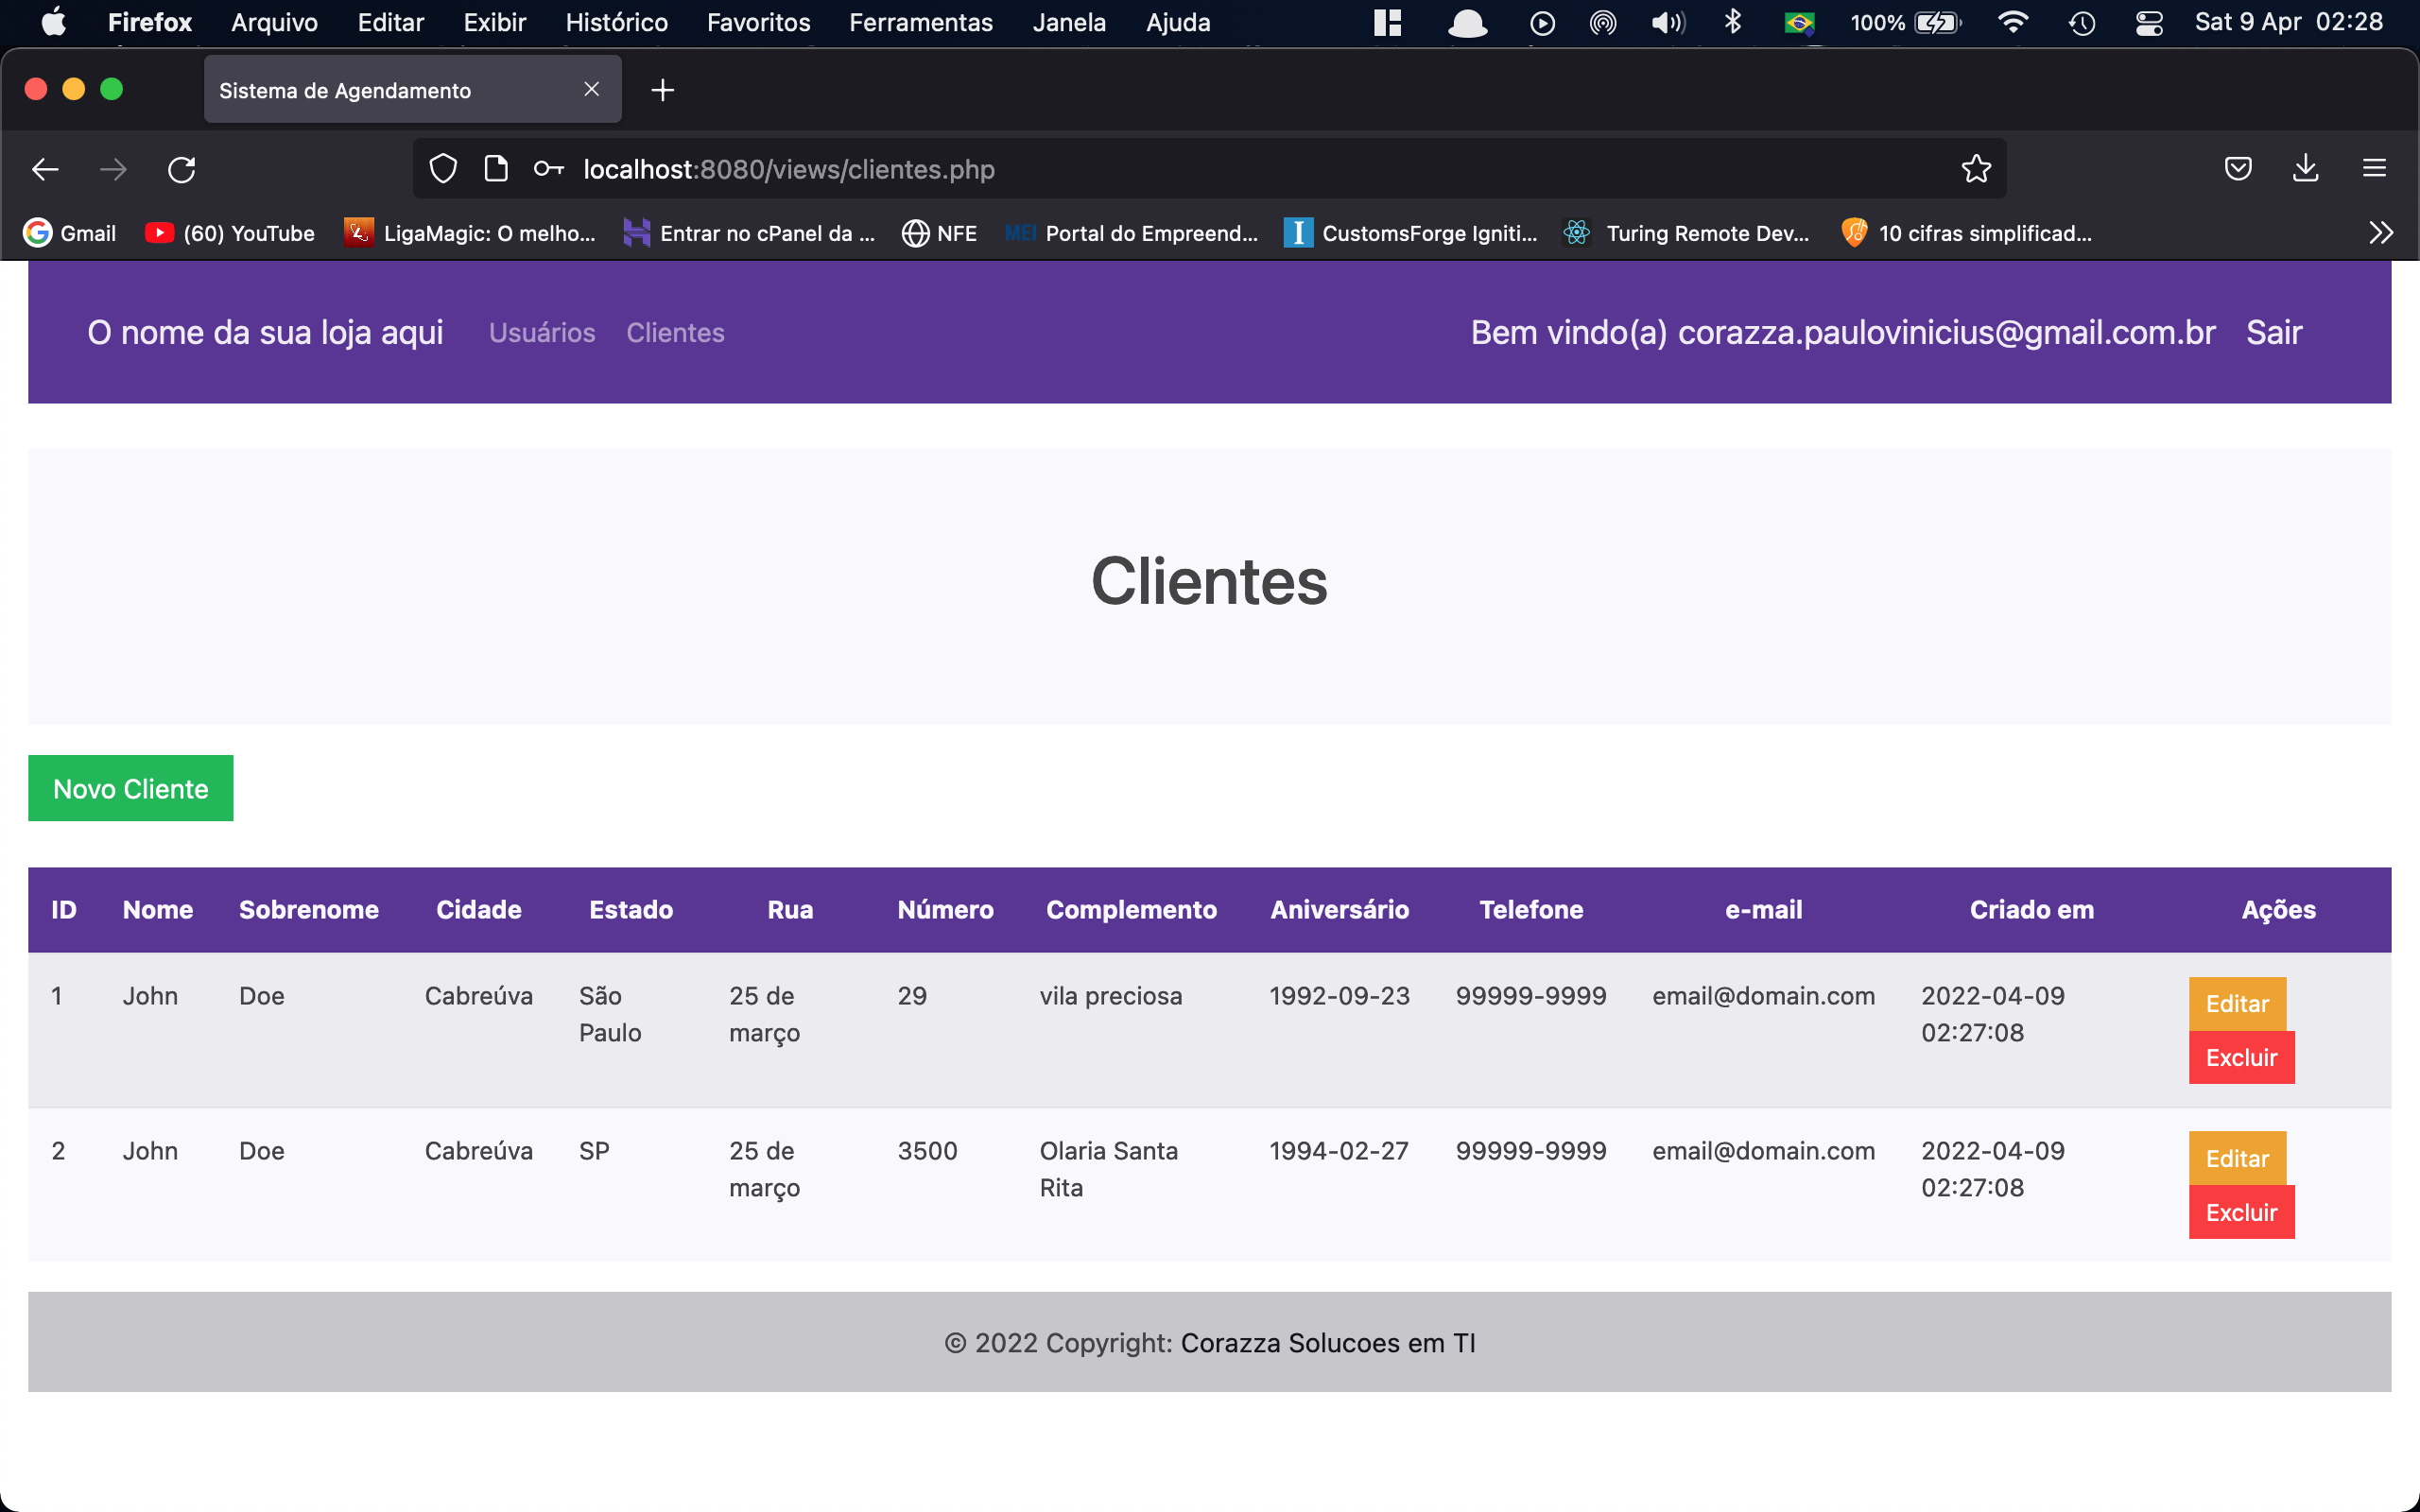 Firefox Arquivo Editar Exibir Histórico Favoritos Ferramentas Janela Ajuda 100% Sat 9 Apr 02:28
Sistema de Agendamento
localhost:8080/views/clientes.php
Gmail (60) YouTube LigaMagic: O melho... Entrar no cPanel da ... NFE MEI Portal do Empreend... CustomsForge Igniti... Turing Remote Dev... 10 cifras simplificad...
O nome da sua loja aqui Usuários Clientes Bem vindo(a) corazza.paulovinicius@gmail.com.br Sair
Clientes
Novo Cliente
ID Nome Sobrenome Cidade Estado Rua Número Complemento Aniversário Telefone e-mail Criado em Ações
1 John Doe Cabreúva São Paulo 25 de março 29 vila preciosa 1992-09-23 99999-9999 email@domain.com 2022-04-09 02:27:08 Editar Excluir
2 John Doe Cabreúva SP 25 de março 3500 Olaria Santa Rita 1994-02-27 99999-9999 email@domain.com 2022-04-09 02:27:08 Editar Excluir
© 2022 Copyright: Corazza Solucoes em TI